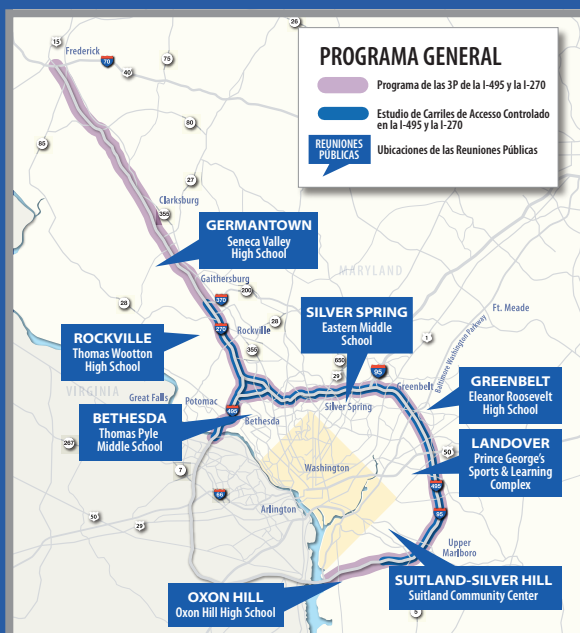 PROGRAMA GENERAL
Programa de las 3P de la I-495 y la I-270
Estudio de Carriles de Acceso Controlado
en la I-495 y la I-270
REUNIONES
PÚBLICAS
Ubicaciones de las Reuniones Públicas
26
15
Frederick
70
75
40
80
85
27
Clarksburg
355
GERMANTOWN
Seneca Valley
High School
MARYLAND
Gaithersburg
370
200
28
Ft. Meade
ROCKVILLE
Thomas Wootton
High School
270
Rockville
28
355
SILVER SPRING
Eastern Middle
School
650
29
95
1
Baltimore Washington Parkway
Greenbelt
VIRGINIA
Great Falls
Potomac
495
Bethesda
Silver Spring
BETHESDA
Thomas Pyle
Middle School
GREENBELT
Eleanor Roosevelt
High School
267
7
LANDOVER
Prince George's
Sports & Learning
Complex
50
Washington
495
66
Arlington
50
29
95
Upper
Marlboro
SUITLAND-SILVER HILL
Suitland Community Center
OXON HILL
Oxon Hill High School
5